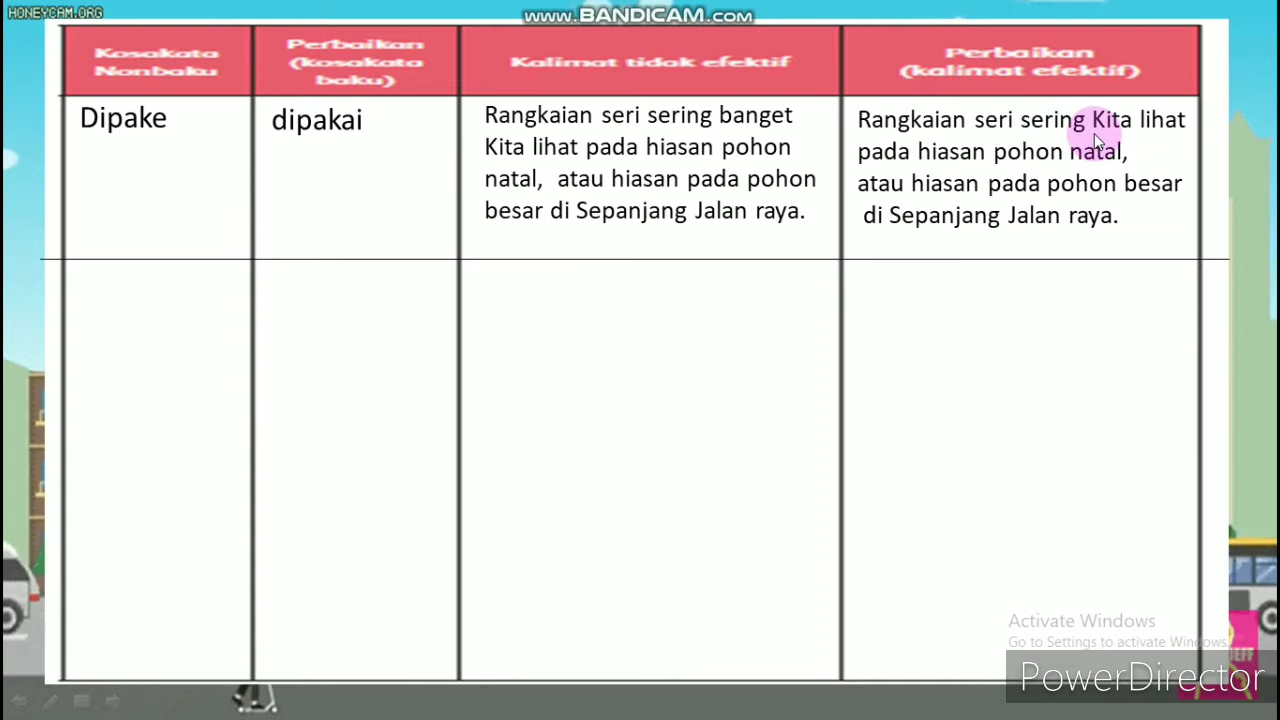 HONEYCAM.ORG
www.BANDICAM.com
Kosakata
Nonbaku
Perbaikan
(kosakata
baku)
Kalimat tidak efektif
Perbaikan
(kalimat efektif)
Dipake
dipakai
Rangkaian seri sering banget
Kita lihat pada hiasan pohon
natal, atau hiasan pada pohon
besar di Sepanjang Jalan raya.
Rangkaian seri sering Kita lihat
pada hiasan pohon natal,
atau hiasan pada pohon besar
di Sepanjang Jalan raya.
Activate Windows
Go to Settings to activate Windows.
PowerDirector